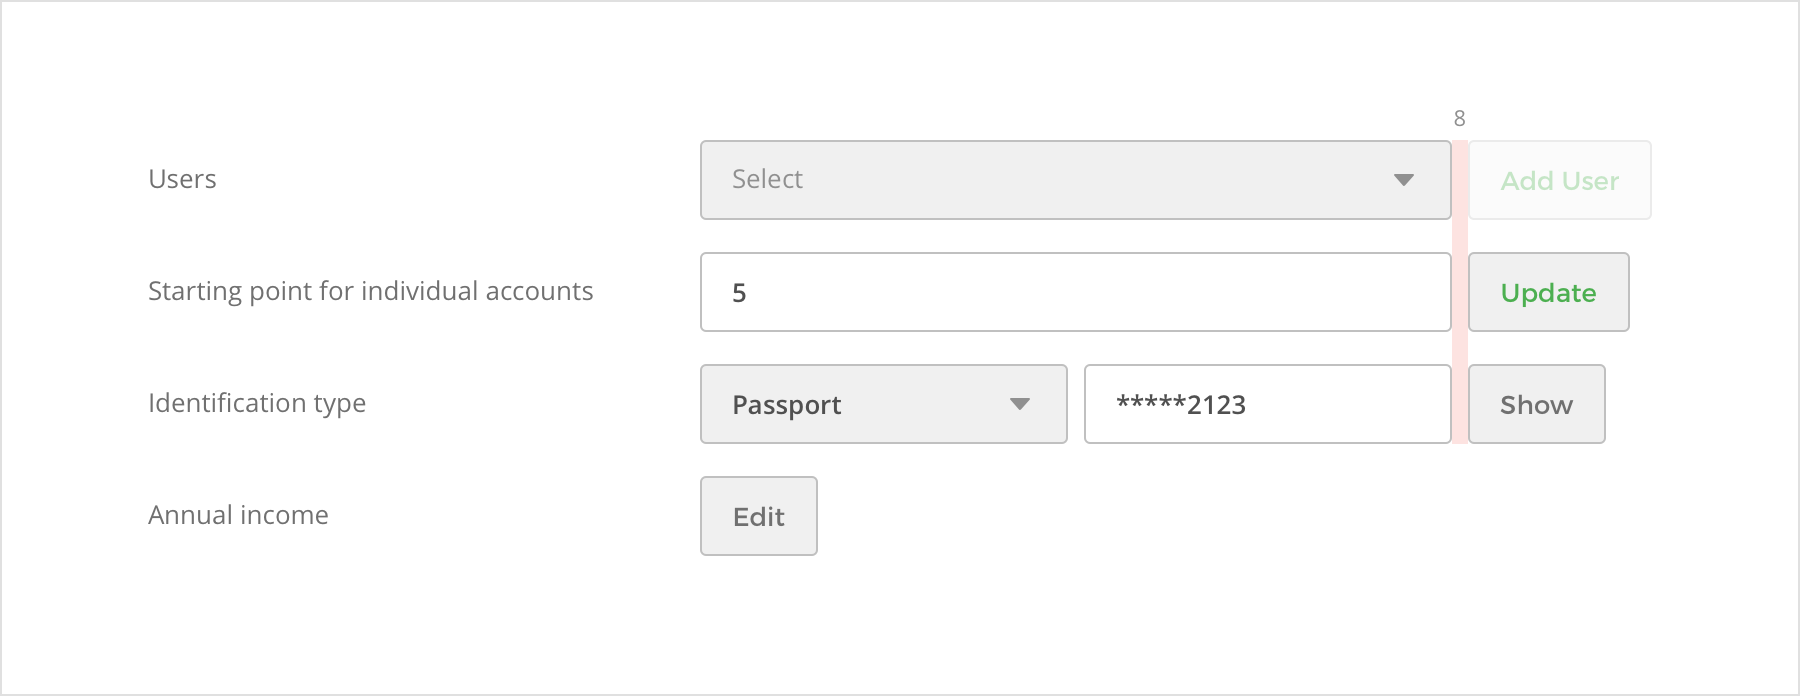 8
Users Select Add User
Starting point for individual accounts 5 Update
Identification type Passport *****2123 Show
Annual income Edit